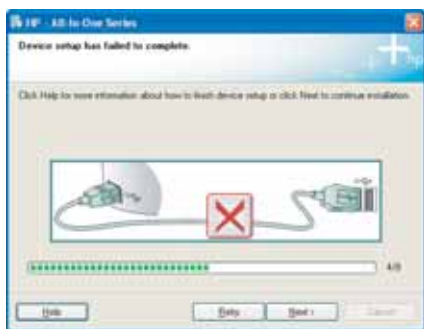 HP - All-In-One Series
Device setup has failed to complete.
Click Help for more information about how to finish device setup or click Next to continue installation.
4/8
Help
Retry
Next >
Cancel
hp